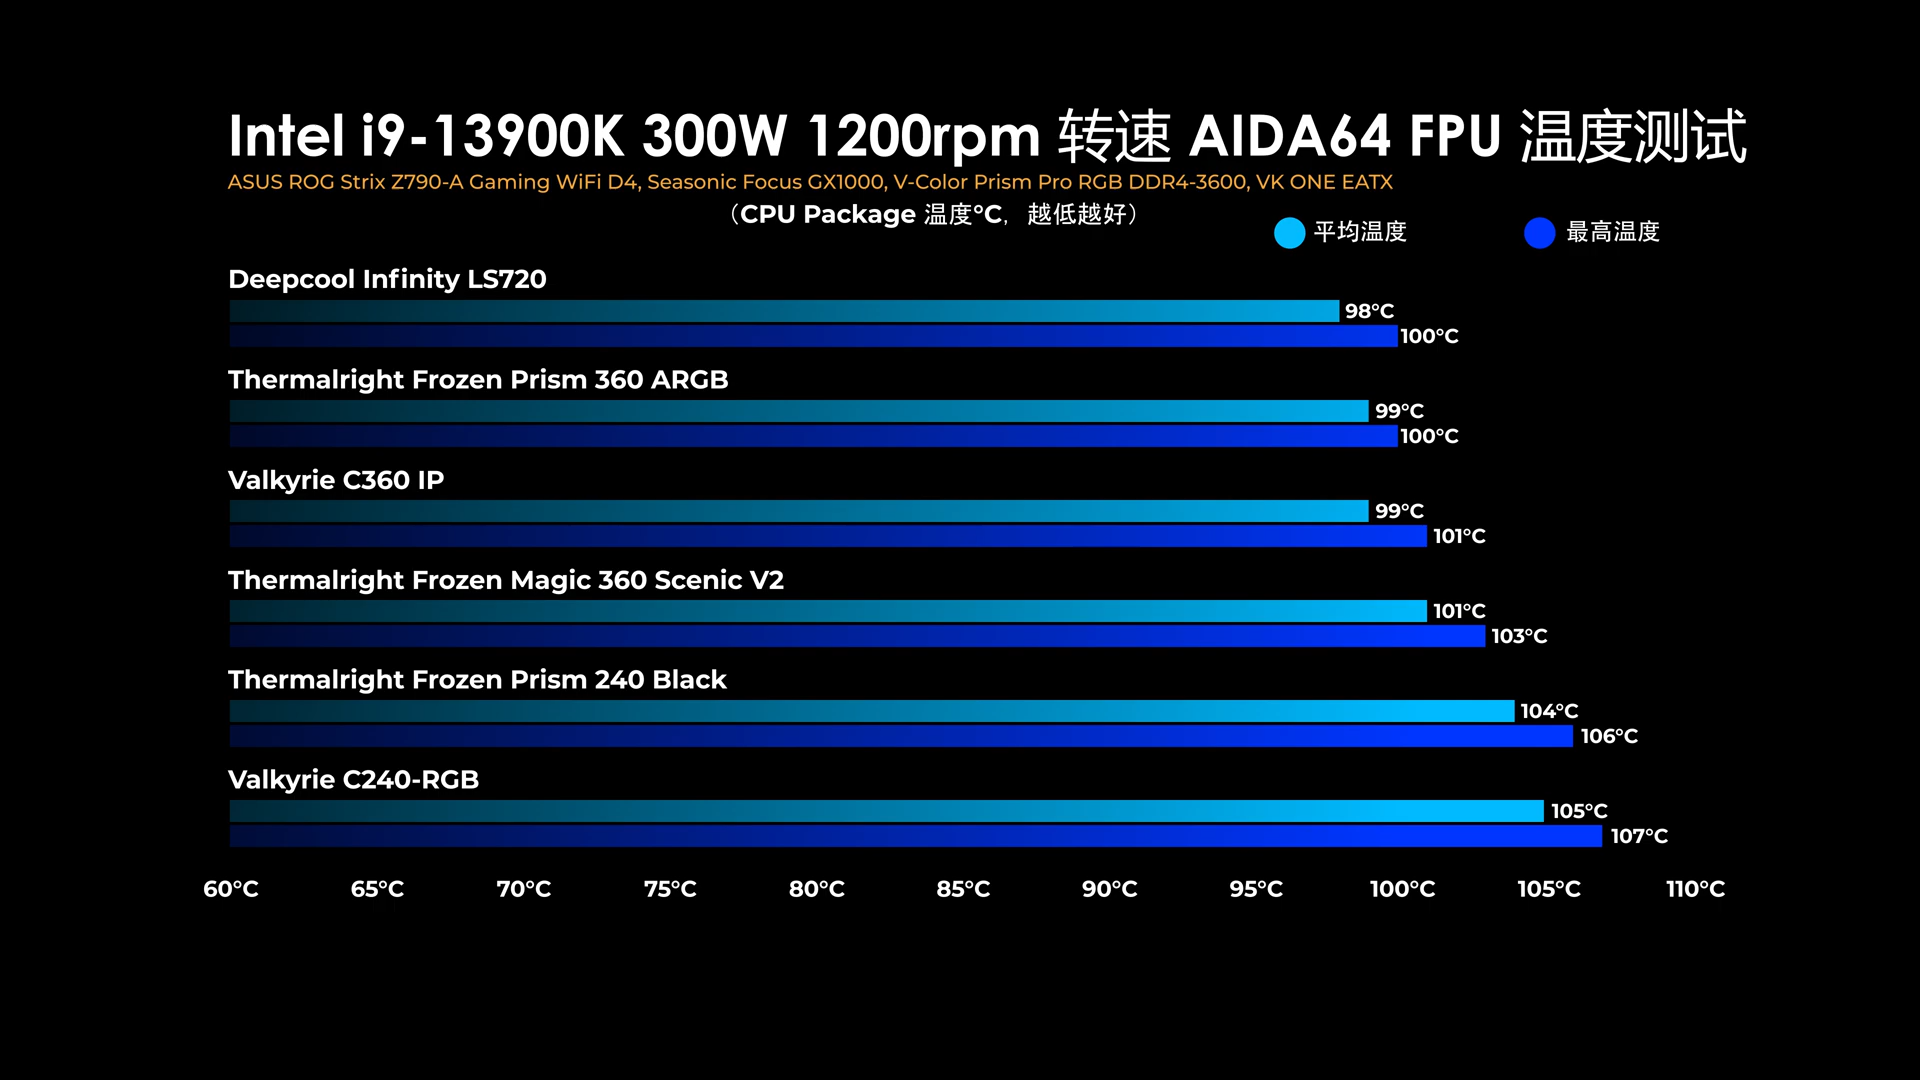 Intel i9-13900K 300W 1200rpm 转速 AIDA64 FPU 温度测试
ASUS ROG Strix Z790-A Gaming WiFi D4, Seasonic Focus GX1000, V-Color Prism Pro RGB DDR4-3600, VK ONE EATX
（CPU Package 温度°C，越低越好）
平均温度 最高温度
Deepcool Infinity LS720
98°C
100°C
Thermalright Frozen Prism 360 ARGB
99°C
100°C
Valkyrie C360 IP
99°C
101°C
Thermalright Frozen Magic 360 Scenic V2
101°C
103°C
Thermalright Frozen Prism 240 Black
104°C
106°C
Valkyrie C240-RGB
105°C
107°C
60°C 65°C 70°C 75°C 80°C 85°C 90°C 95°C 100°C 105°C 110°C